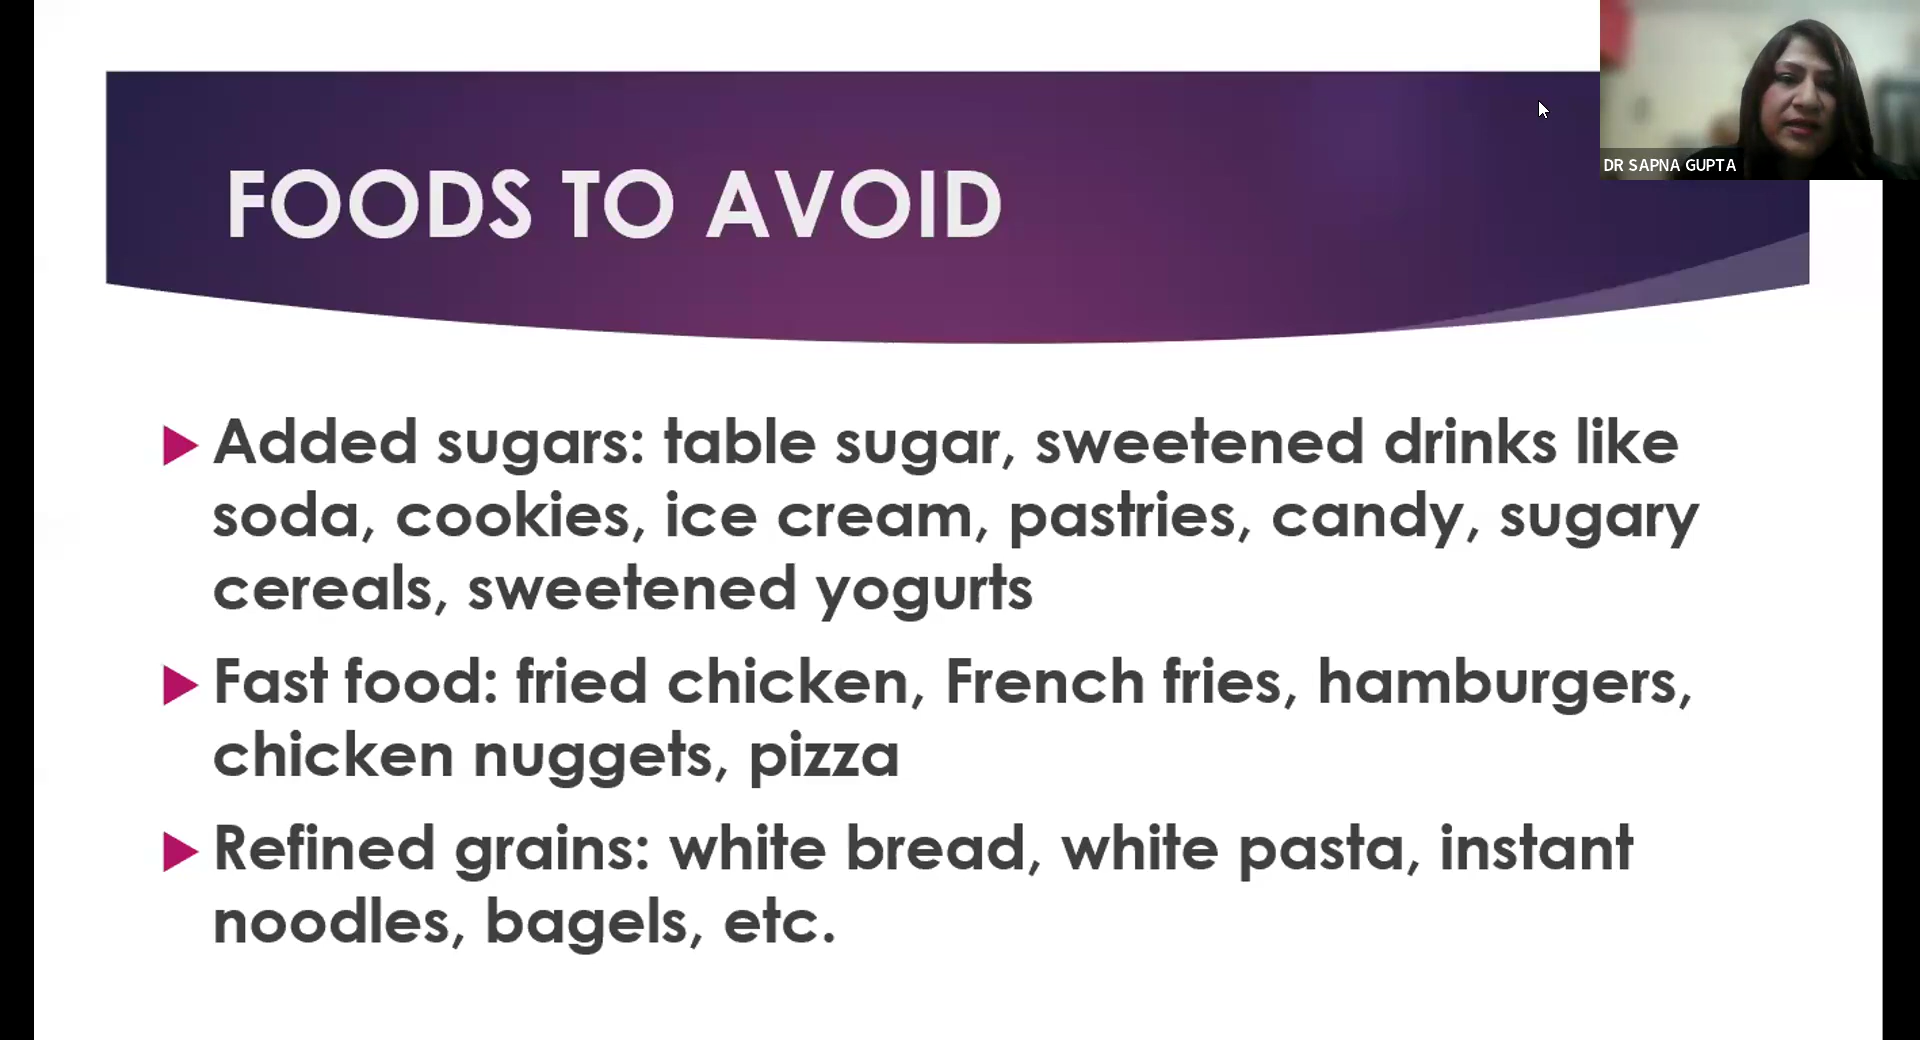 DR SAPNA GUPTA
FOODS TO AVOID
Added sugars: table sugar, sweetened drinks like
soda, cookies, ice cream, pastries, candy, sugary
cereals, sweetened yogurts
Fast food: fried chicken, French fries, hamburgers,
chicken nuggets, pizza
Refined grains: white bread, white pasta, instant
noodles, bagels, etc.